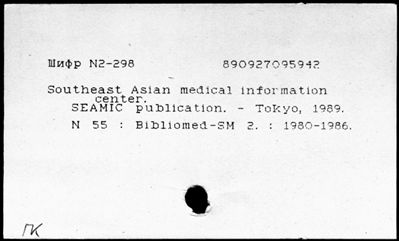 Шифр N2-298 890927095942
Southeast Asian medical information
center.
SEAMIC publication. - Tokyo, 1989.
N 55 : Bibliomed-SM 2. : 1980-1986.
ПК